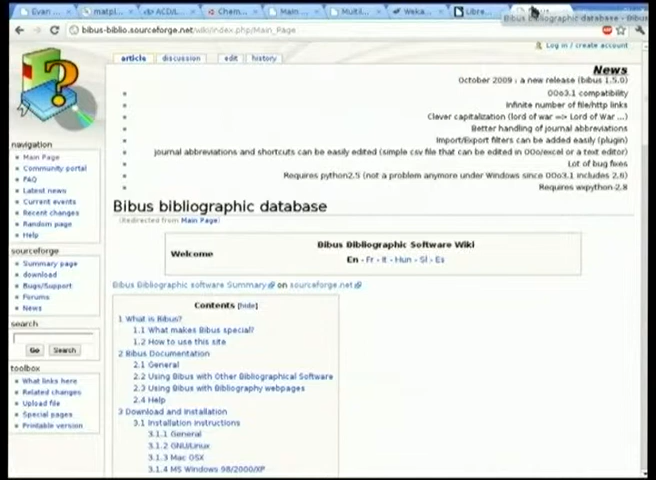 Evan
matpl
ACD/L
Chem
Main
Multil
Weka
Libre
Bibus bibliographic database - Bibus
bibus-biblio.sourceforge.net/wiki/index.php/Main_Page
Log in / create account
article
discussion
edit
history
News
October 2009 : a new release (bibus 1.5.0)
OOo3.1 compatibility
Infinite number of file/http links
Clever capitalization (lord of war ==> Lord of War ...)
Better handling of journal abbreviations
Import/Export filters can be added easily (plugin)
journal abbreviations and shortcuts can be easily edited (simple csv file that can be edited in OOo/excel or a text editor)
Lot of bug fixes
Requires python2.5 (not a problem anymore under Windows since OOo3.1 includes 2.6)
Requires wxpython-2.8
navigation
Main Page
Community portal
FAQ
Latest news
Current events
Recent changes
Random page
Help
sourceforge
Summary page
download
Bugs/Support
Forums
News
search
Go
Search
toolbox
What links here
Related changes
Upload file
Special pages
Printable version
Bibus bibliographic database
(Redirected from Main Page)
Welcome
Bibus Bibliographic Software Wiki
En - Fr - It - Hun - Sl - Es
Bibus Bibliographic software Summary on sourceforge.net
Contents [hide]
1 What is Bibus?
1.1 What makes Bibus special?
1.2 How to use this site
2 Bibus Documentation
2.1 General
2.2 Using Bibus with Other Bibliographical Software
2.3 Using Bibus with Bibliography webpages
2.4 Help
3 Download and Installation
3.1 Installation Instructions
3.1.1 General
3.1.2 GNU/Linux
3.1.3 Mac OSX
3.1.4 MS Windows 98/2000/XP